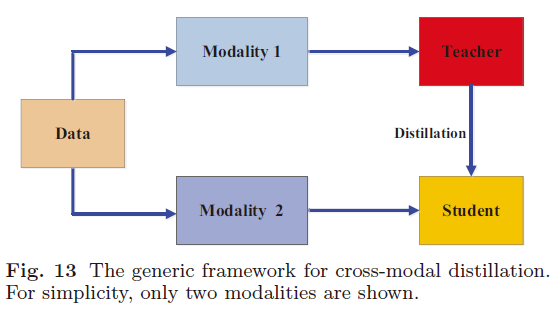 Modality 1
Teacher
Data
Distillation
Modality 2
Student
Fig. 13 The generic framework for cross-modal distillation.
For simplicity, only two modalities are shown.